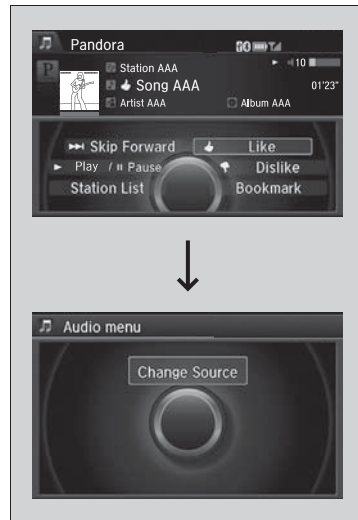 Pandora
Station AAA
10
P
Song AAA
01'23"
Artist AAA
Album AAA
Skip Forward
Like
Play / Pause
Dislike
Station List
Bookmark
Audio menu
Change Source